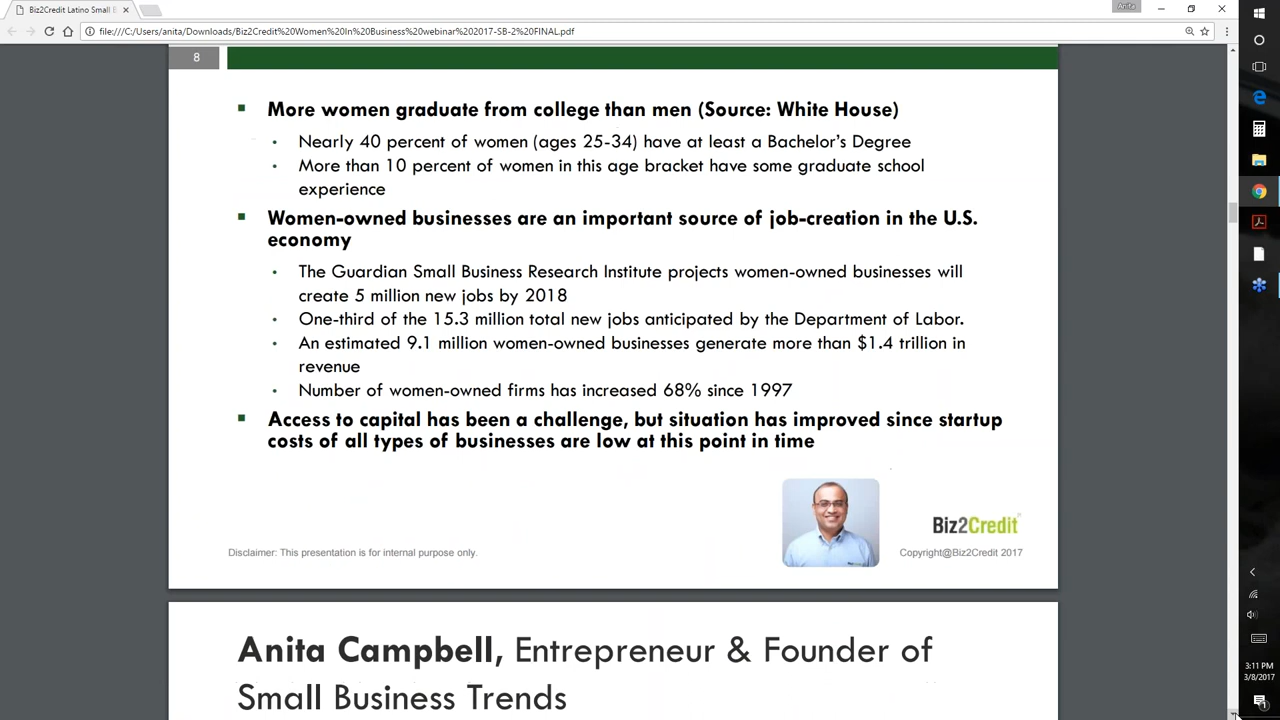 Biz2Credit Latino Small B
Anita
file:///C:/Users/anita/Downloads/Biz2Credit%20Women%20In%20Business%20webinar%202017-SB-2%20FINAL.pdf
8
More women graduate from college than men (Source: White House)
Nearly 40 percent of women (ages 25-34) have at least a Bachelor’s Degree
More than 10 percent of women in this age bracket have some graduate school
experience
Women-owned businesses are an important source of job-creation in the U.S.
economy
The Guardian Small Business Research Institute projects women-owned businesses will
create 5 million new jobs by 2018
One-third of the 15.3 million total new jobs anticipated by the Department of Labor.
An estimated 9.1 million women-owned businesses generate more than $1.4 trillion in
revenue
Number of women-owned firms has increased 68% since 1997
Access to capital has been a challenge, but situation has improved since startup
costs of all types of businesses are low at this point in time
Biz2Credit
Disclaimer: This presentation is for internal purpose only.
Copyright@Biz2Credit 2017
Anita Campbell, Entrepreneur & Founder of
Small Business Trends
3:11 PM
3/8/2017
1